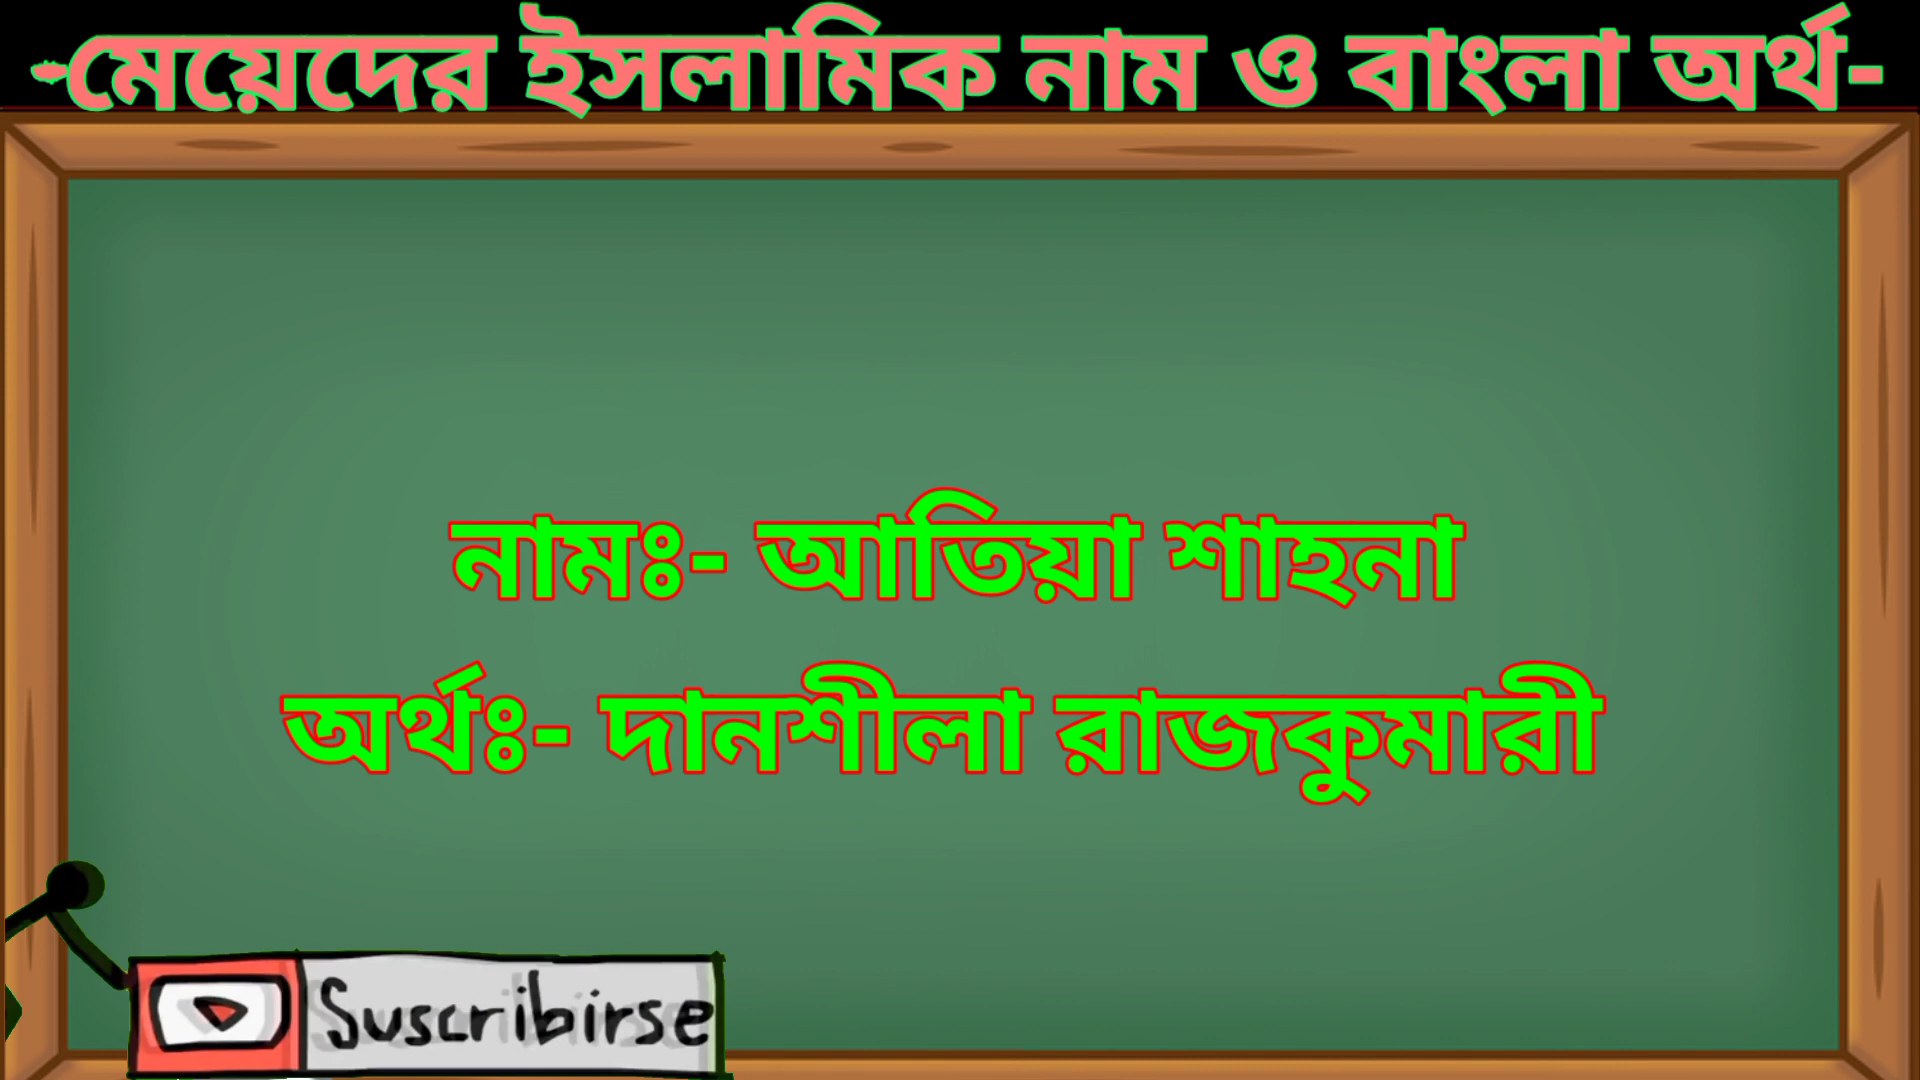 -মেয়েদের ইসলামিক নাম ও বাংলা অর্থ-
নামঃ- আতিয়া শাহনা
অর্থঃ- দানশীলা রাজকুমারী
Suscribirse